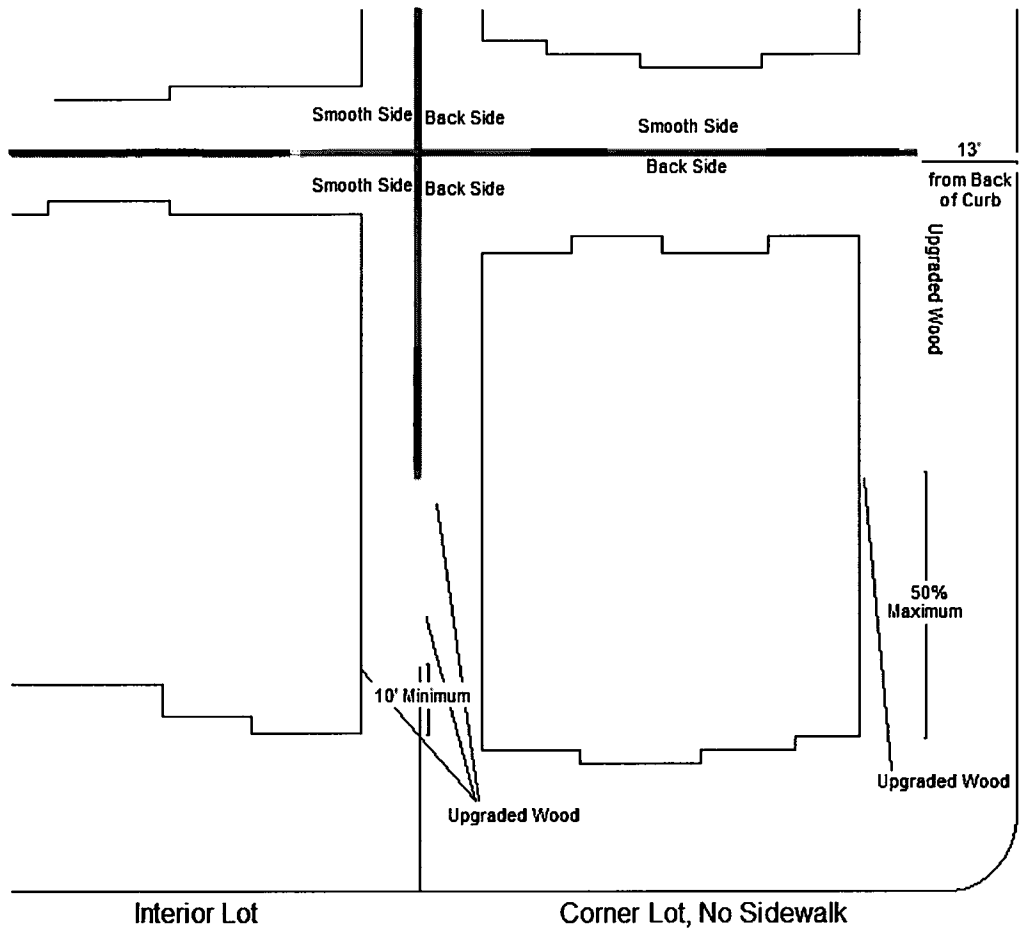 Smooth Side
Back Side
Smooth Side
Smooth Side
Back Side
Back Side
13'
from Back
of Curb
Upgraded Wood
50%
Maximum
10' Minimum
Upgraded Wood
Upgraded Wood
Interior Lot
Corner Lot, No Sidewalk